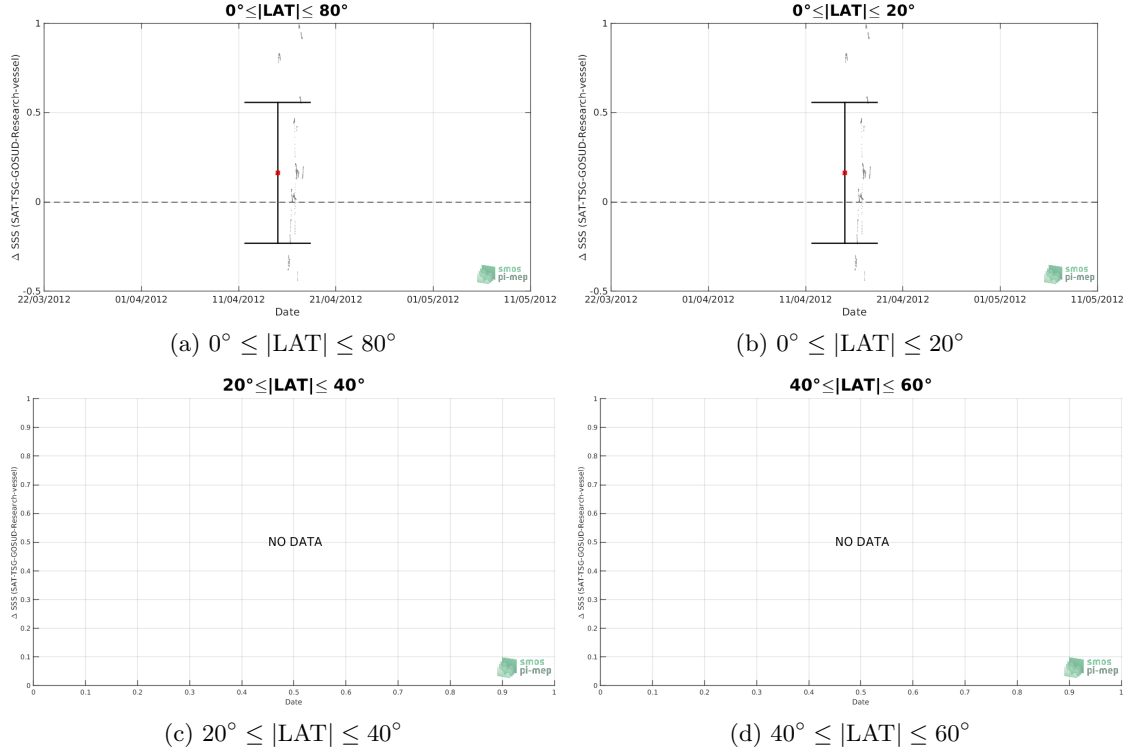 0°≤|LAT|≤ 80°
Δ SSS (SAT-TSG-GOSUD-Research-vessel)
1
0.5
0
-0.5
22/03/2012 01/04/2012 11/04/2012 21/04/2012 01/05/2012 11/05/2012
Date
smos
pi-mep
(a) 0° ≤ |LAT| ≤ 80°
0°≤|LAT|≤ 20°
Δ SSS (SAT-TSG-GOSUD-Research-vessel)
1
0.5
0
-0.5
22/03/2012 01/04/2012 11/04/2012 21/04/2012 01/05/2012 11/05/2012
Date
smos
pi-mep
(b) 0° ≤ |LAT| ≤ 20°
20°≤|LAT|≤ 40°
Δ SSS (SAT-TSG-GOSUD-Research-vessel)
1
0.9
0.8
0.7
0.6
0.5
0.4
0.3
0.2
0.1
0
NO DATA
0 0.1 0.2 0.3 0.4 0.5 0.6 0.7 0.8 0.9 1
Date
smos
pi-mep
(c) 20° ≤ |LAT| ≤ 40°
40°≤|LAT|≤ 60°
Δ SSS (SAT-TSG-GOSUD-Research-vessel)
1
0.9
0.8
0.7
0.6
0.5
0.4
0.3
0.2
0.1
0
NO DATA
0 0.1 0.2 0.3 0.4 0.5 0.6 0.7 0.8 0.9 1
Date
smos
pi-mep
(d) 40° ≤ |LAT| ≤ 60°